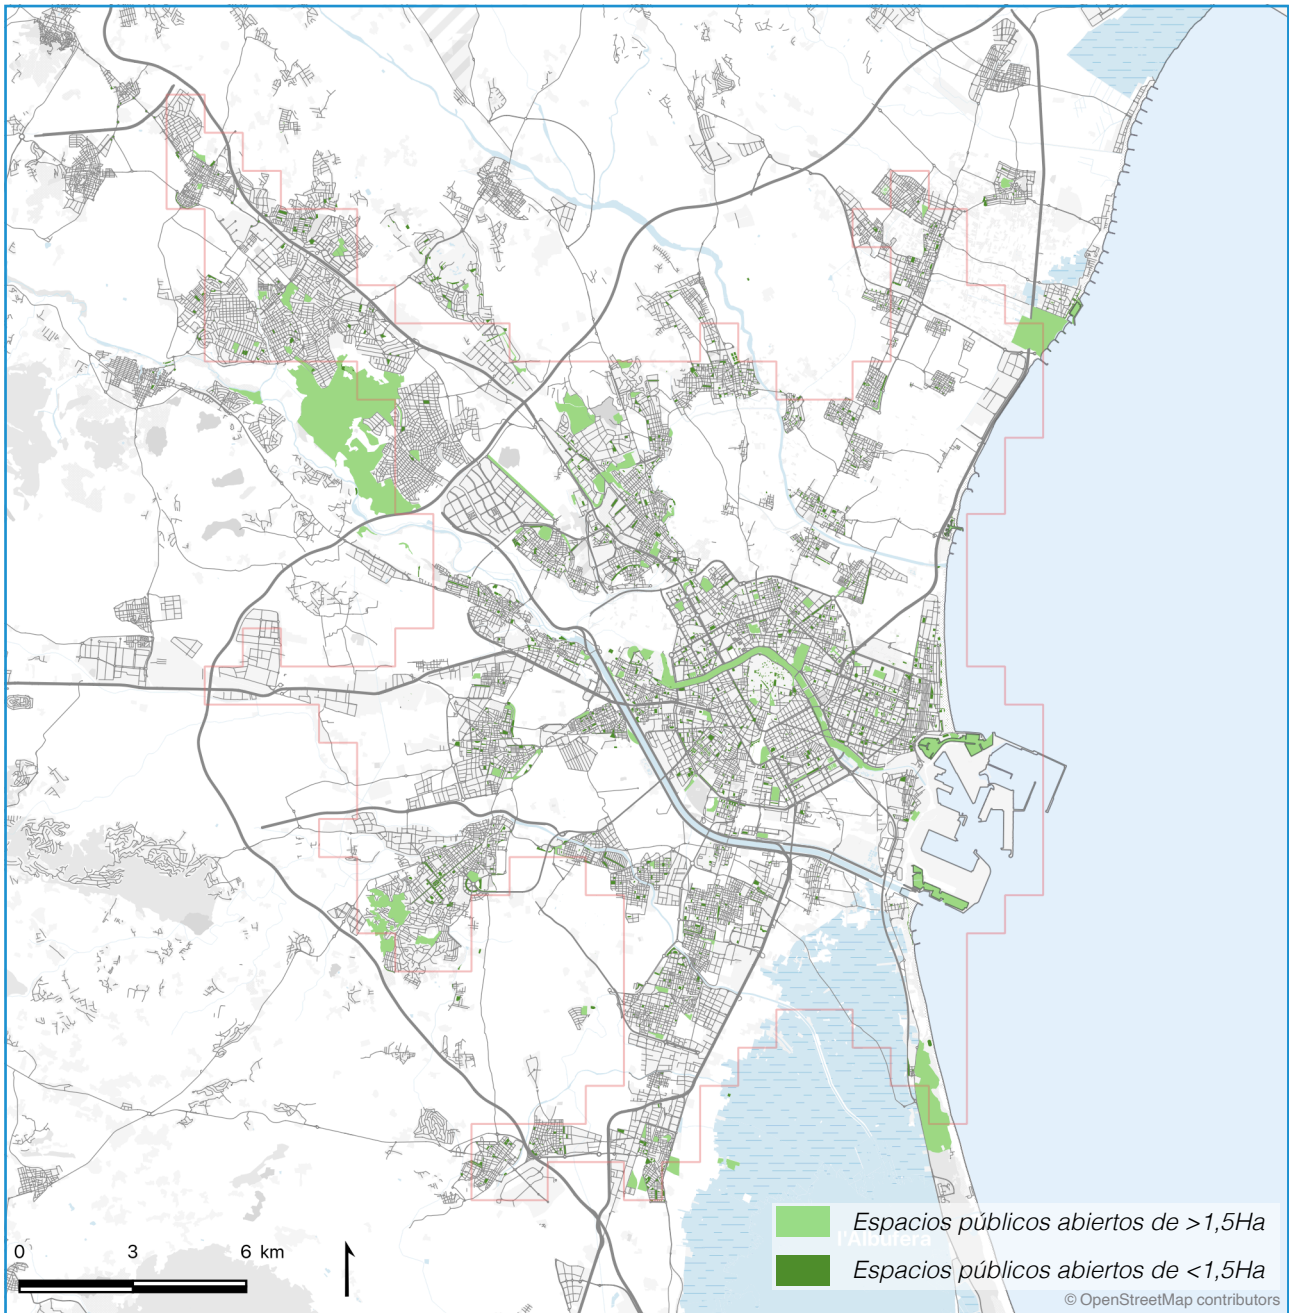 0 3 6 km
Espacios públicos abiertos de >1,5Ha
l'Albufera
Espacios públicos abiertos de <1,5Ha
© OpenStreetMap contributors